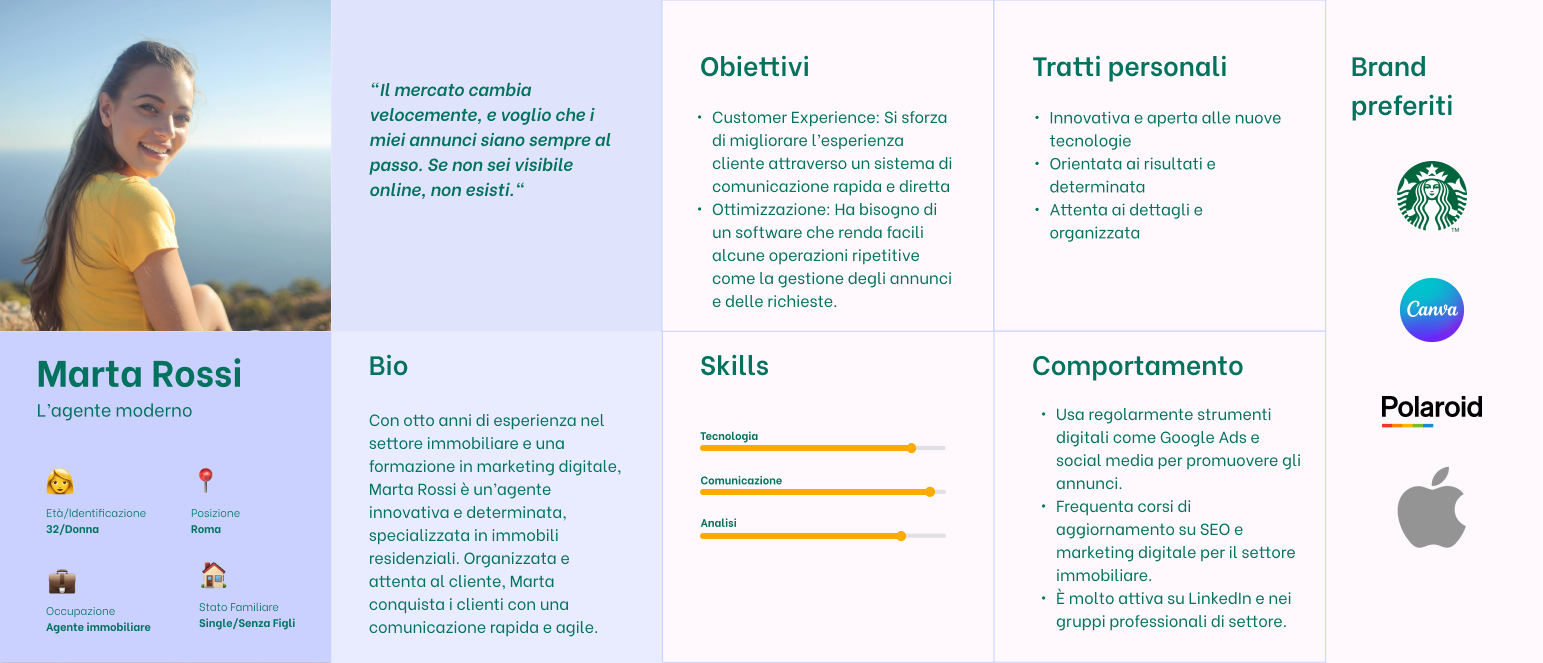 “Il mercato cambia
velocemente, e voglio che i
miei annunci siano sempre al
passo. Se non sei visibile
online, non esisti.“
Obiettivi
• Customer Experience: Si sforza
di migliorare l’esperienza
cliente attraverso un sistema di
comunicazione rapida e diretta
• Ottimizzazione: Ha bisogno di
un software che renda facili
alcune operazioni ripetitive
come la gestione degli annunci
e delle richieste.
Tratti personali
• Innovativa e aperta alle nuove
tecnologie
• Orientata ai risultati e
determinata
• Attenta ai dettagli e
organizzata
Brand
preferiti
TM
Canva
Polaroid
Marta Rossi
L’agente moderno
Età/Identificazione
32/Donna
Posizione
Roma
Occupazione
Agente immobiliare
Stato Familiare
Single/Senza Figli
Bio
Con otto anni di esperienza nel
settore immobiliare e una
formazione in marketing digitale,
Marta Rossi è un’agente
innovativa e determinata,
specializzata in immobili
residenziali. Organizzata e
attenta al cliente, Marta
conquista i clienti con una
comunicazione rapida e agile.
Skills
Tecnologia
Comunicazione
Analisi
Comportamento
• Usa regolarmente strumenti
digitali come Google Ads e
social media per promuovere gli
annunci.
• Frequenta corsi di
aggiornamento su SEO e
marketing digitale per il settore
immobiliare.
• È molto attiva su LinkedIn e nei
gruppi professionali di settore.